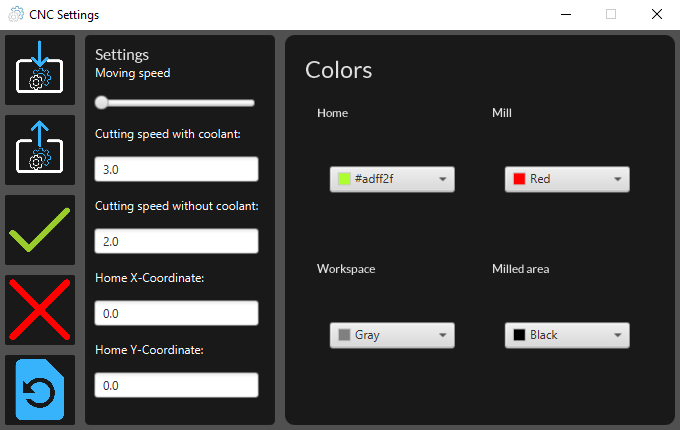 CNC Settings
Settings
Moving speed
Cutting speed with coolant:
3.0
Cutting speed without coolant:
2.0
Home X-Coordinate:
0.0
Home Y-Coordinate:
0.0
Colors
Home
Mill
#adff2f
Red
Workspace
Milled area
Gray
Black